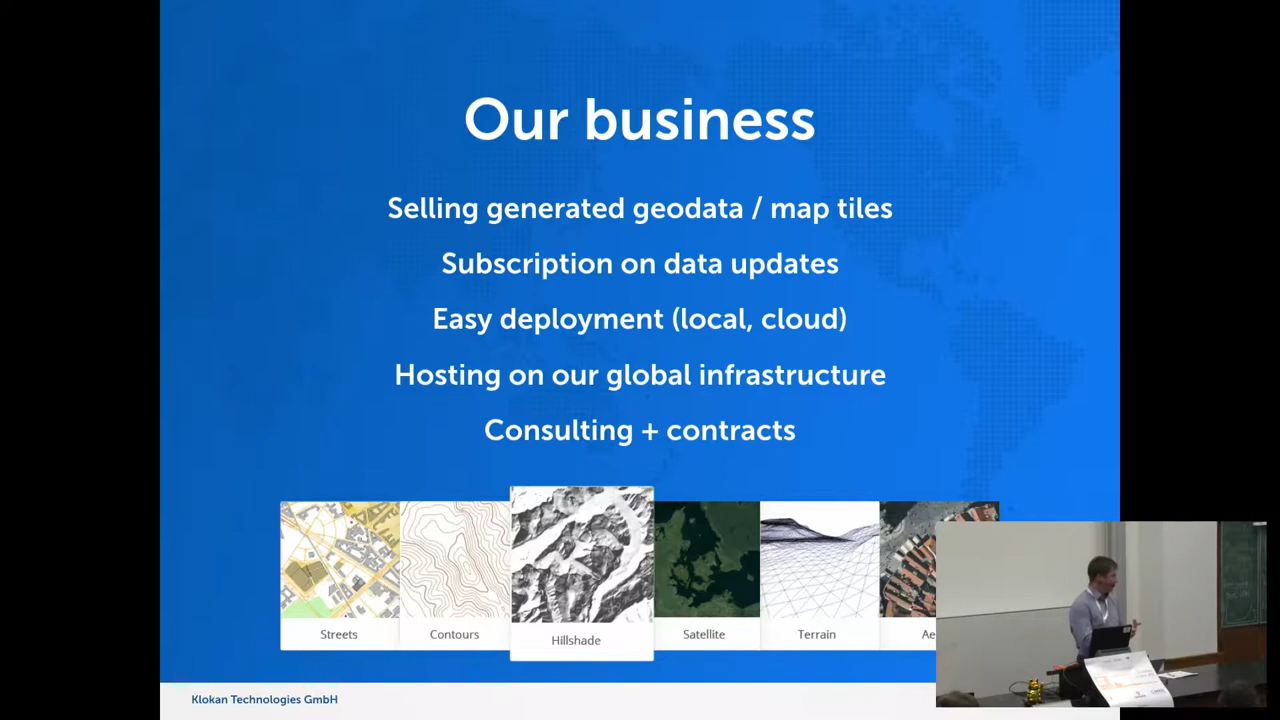 Our business
Selling generated geodata / map tiles
Subscription on data updates
Easy deployment (local, cloud)
Hosting on our global infrastructure
Consulting + contracts
Streets
Contours
Hillshade
Satellite
Terrain
Ae
Klokan Technologies GmbH